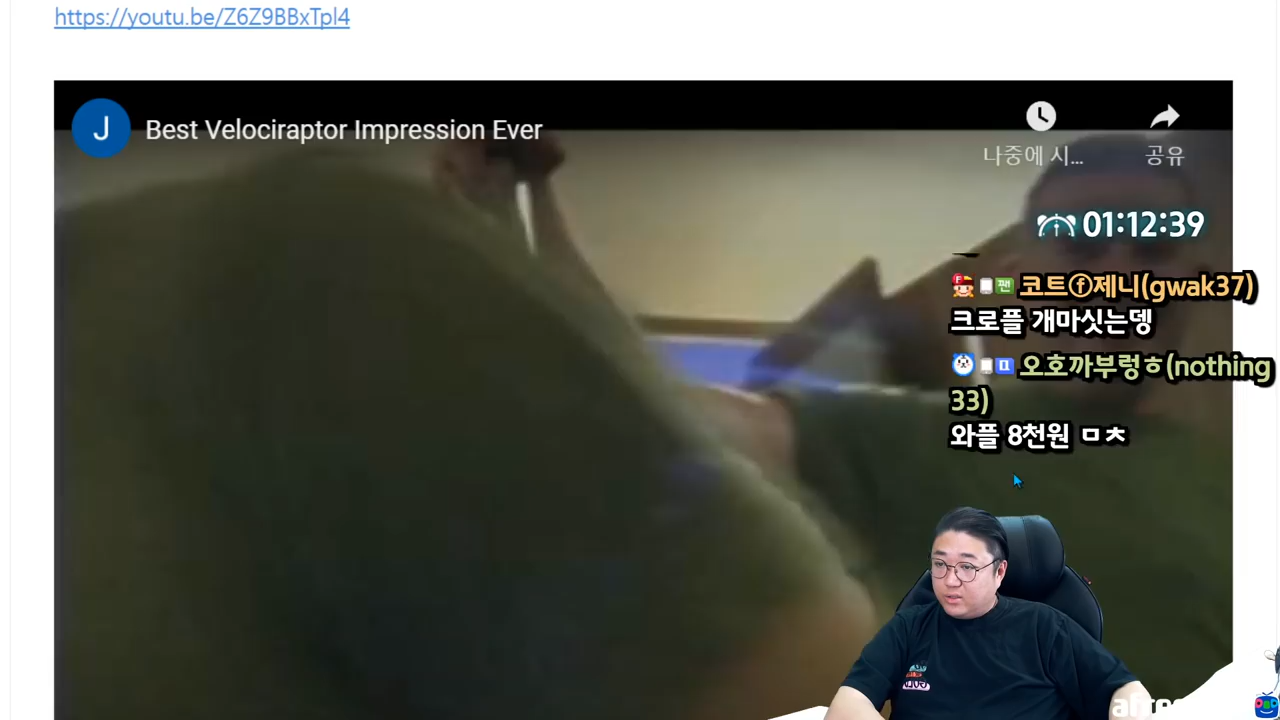 https://youtu.be/Z6Z9BBxTpl4
J
Best Velociraptor Impression Ever
나중에 시...
공유
01:12:39
코트ⓕ제니(gwak37)
크로플 개마싯는뎅
오호까부렁ㅎ(nothing
33)
와플 8천원 ㅁㅊ